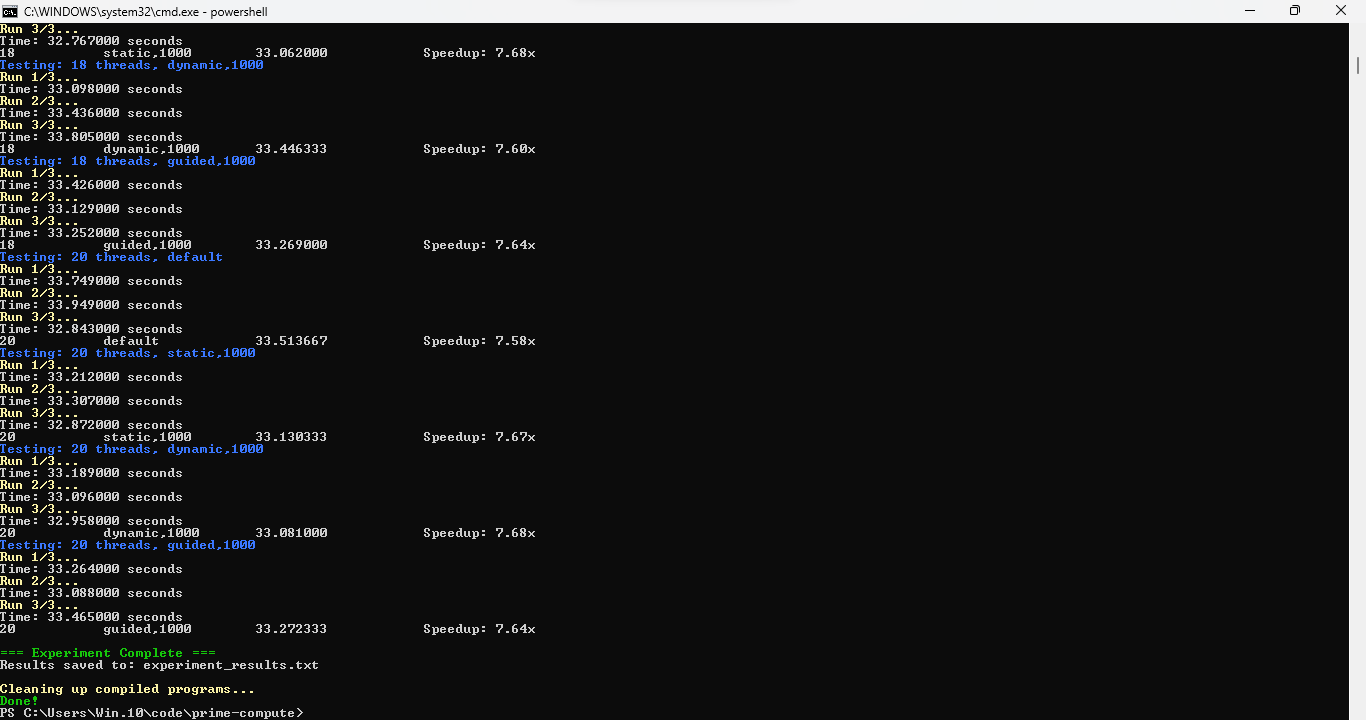 C:\WINDOWS\system32\cmd.exe - powershell
Run 3/3...
Time: 32.767000 seconds
18 static,1000 33.062000 Speedup: 7.68x
Testing: 18 threads, dynamic,1000
Run 1/3...
Time: 33.098000 seconds
Run 2/3...
Time: 33.436000 seconds
Run 3/3...
Time: 33.805000 seconds
18 dynamic,1000 33.446333 Speedup: 7.60x
Testing: 18 threads, guided,1000
Run 1/3...
Time: 33.426000 seconds
Run 2/3...
Time: 33.129000 seconds
Run 3/3...
Time: 33.252000 seconds
18 guided,1000 33.269000 Speedup: 7.64x
Testing: 20 threads, default
Run 1/3...
Time: 33.749000 seconds
Run 2/3...
Time: 33.949000 seconds
Run 3/3...
Time: 32.843000 seconds
20 default 33.513667 Speedup: 7.58x
Testing: 20 threads, static,1000
Run 1/3...
Time: 33.212000 seconds
Run 2/3...
Time: 33.307000 seconds
Run 3/3...
Time: 32.872000 seconds
20 static,1000 33.130333 Speedup: 7.67x
Testing: 20 threads, dynamic,1000
Run 1/3...
Time: 33.189000 seconds
Run 2/3...
Time: 33.096000 seconds
Run 3/3...
Time: 32.958000 seconds
20 dynamic,1000 33.081000 Speedup: 7.68x
Testing: 20 threads, guided,1000
Run 1/3...
Time: 33.264000 seconds
Run 2/3...
Time: 33.088000 seconds
Run 3/3...
Time: 33.465000 seconds
20 guided,1000 33.272333 Speedup: 7.64x
=== Experiment Complete ===
Results saved to: experiment_results.txt
Cleaning up compiled programs...
Done!
PS C:\Users\Win.10\code\prime-compute>